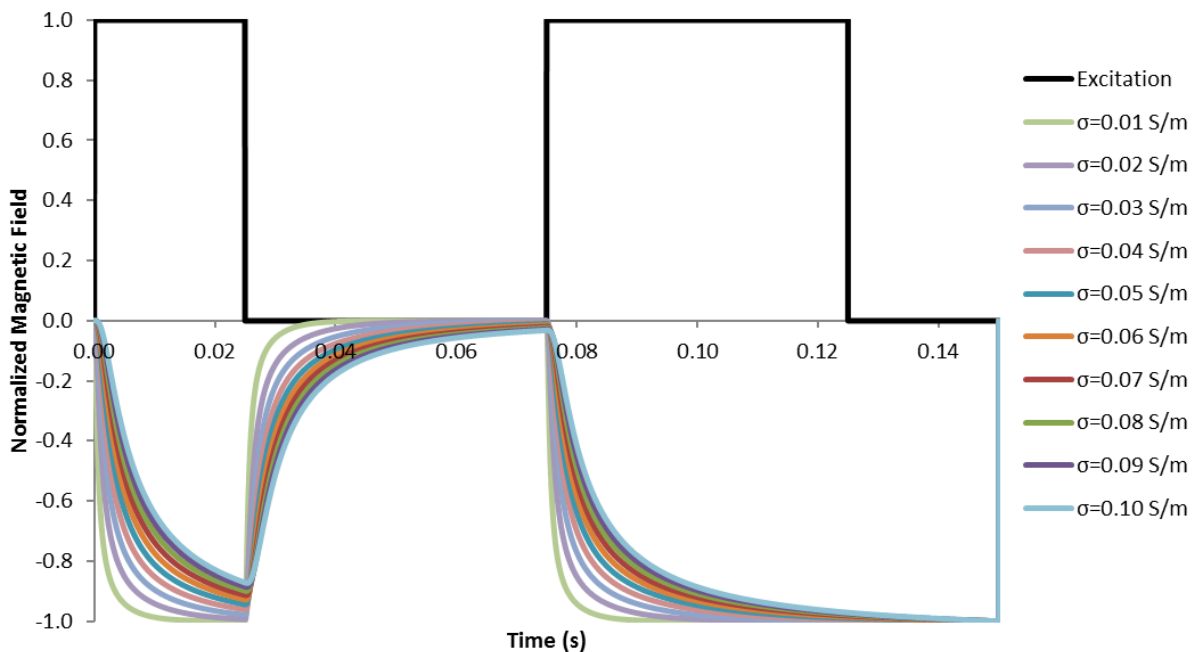 1.0
0.8
0.6
0.4
0.2
0.0
-0.2
-0.4
-0.6
-0.8
-1.0
Normalized Magnetic Field
0.00 0.02 0.04 0.06 0.08 0.10 0.12 0.14
Time (s)
Excitation
σ=0.01 S/m
σ=0.02 S/m
σ=0.03 S/m
σ=0.04 S/m
σ=0.05 S/m
σ=0.06 S/m
σ=0.07 S/m
σ=0.08 S/m
σ=0.09 S/m
σ=0.10 S/m